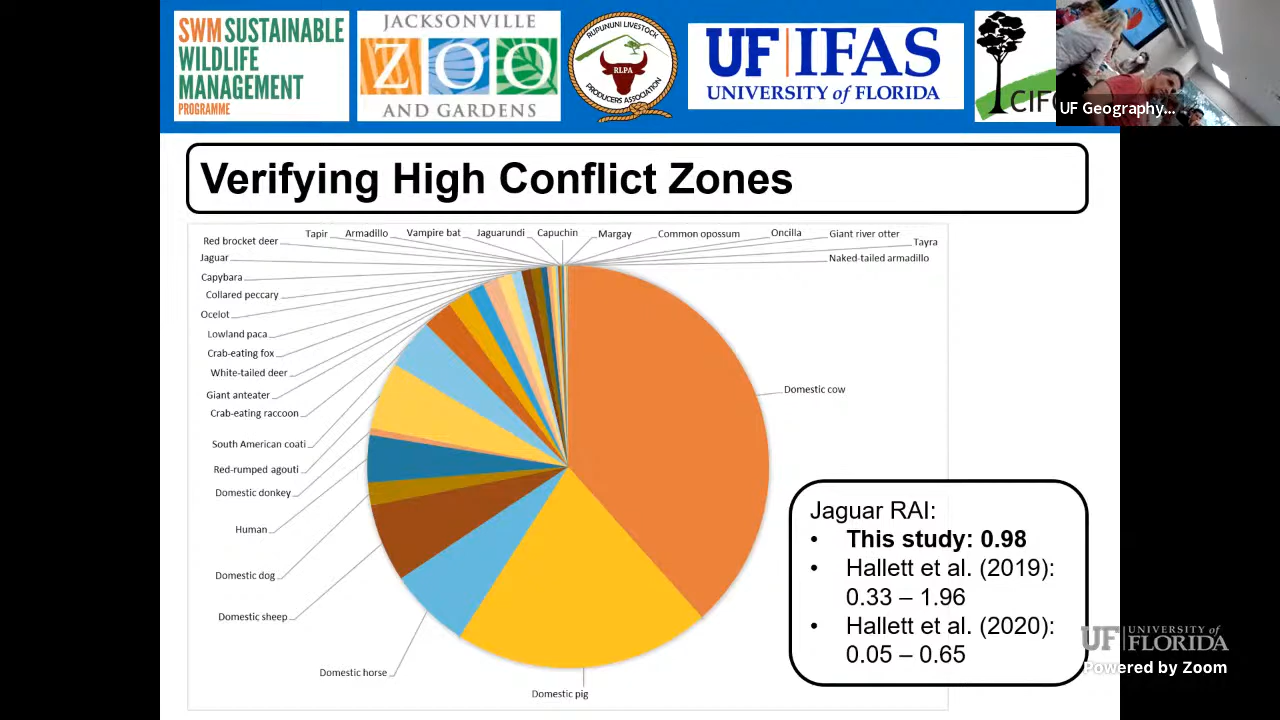 SWM SUSTAINABLE
WILDLIFE
MANAGEMENT
PROGRAMME
JACKSONVILLE
ZOO
AND GARDENS
RUPUNUNI LIVESTOCK
RLPA
PRODUCERS ASSOCIATION
UF | IFAS
UNIVERSITY of FLORIDA
UF Geography...
Verifying High Conflict Zones
Tapir
Armadillo
Vampire bat
Jaguarundi
Capuchin
Margay
Common opossum
Oncilla
Giant river otter
Tayra
Naked-tailed armadillo
Red brocket deer
Jaguar
Capybara
Collared peccary
Ocelot
Lowland paca
Crab-eating fox
White-tailed deer
Giant anteater
Crab-eating raccoon
South American coati
Red-rumped agouti
Domestic donkey
Human
Domestic dog
Domestic sheep
Domestic horse
Domestic pig
Domestic cow
Jaguar RAI:
• This study: 0.98
• Hallett et al. (2019):
0.33 – 1.96
• Hallett et al. (2020):
0.05 – 0.65
UF | UNIVERSITY of
FLORIDA
Powered by Zoom